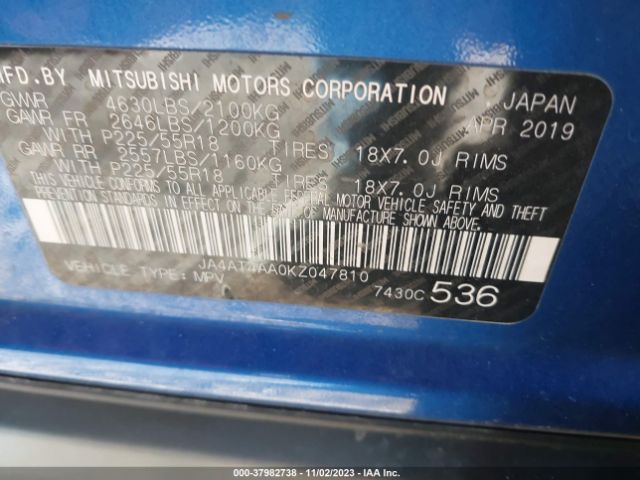 MFD.BY MITSUBISHI MOTORS CORPORATION JAPAN
GVWR 4630LBS/2100KG APR 2019
GAWR FR 2646LBS/1200KG
WITH P225/55R18 TIRES 18X7.0J RIMS
GAWR RR 2557LBS/1160KG
WITH P225/55R18 TIRES 18X7.0J RIMS
THIS VEHICLE CONFORMS TO ALL APPLICABLE FEDERAL MOTOR VEHICLE SAFETY AND THEFT
PREVENTION STANDARDS IN EFFECT ON THE DATE OF MANUFACTURE SHOWN ABOVE.
JA4AT4AA0KZ047810
VEHICLE TYPE: MPV 7430C 536
000-37982738 - 11/02/2023 - IAAI.COM